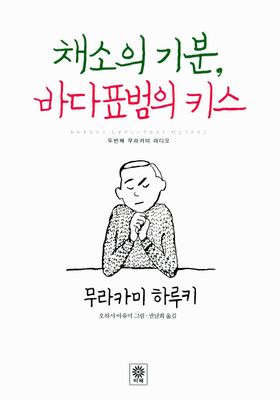 채소의 기분,
바다표범의 키스
두번째 무라카미 라디오
무라카미 하루키
오하시 아유미 그림·권남희 옮김
비채